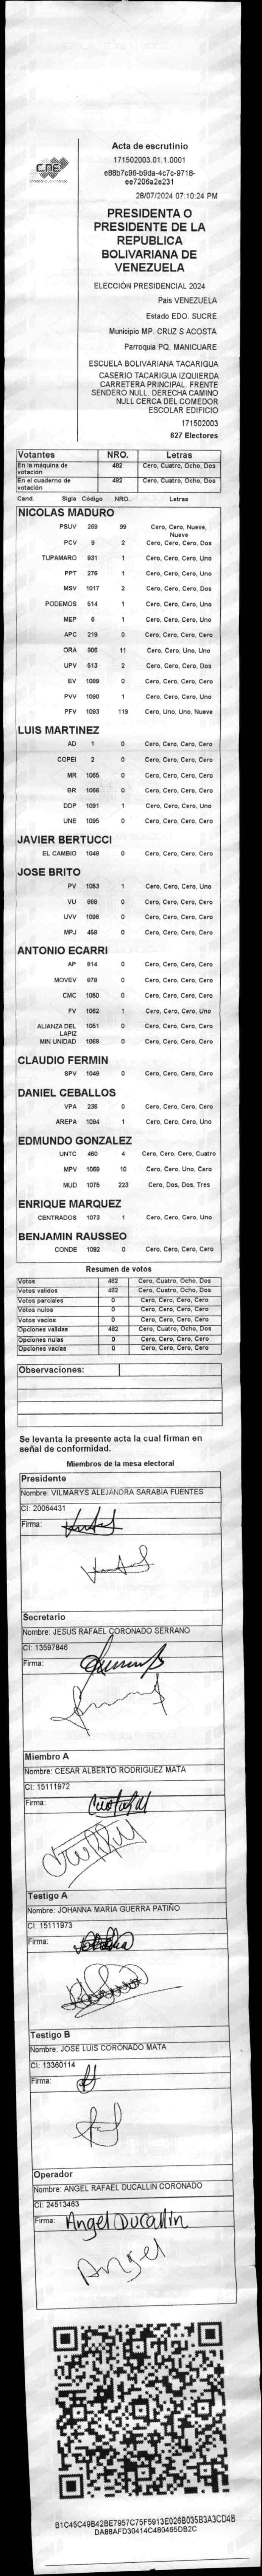 CNE
Acta de escrutinio
171502003.01.1.0001
e88b7c96-b9da-4c7c-9718-
ee7206a2e231
28/07/2024 07:10:24 PM
PRESIDENTA O
PRESIDENTE DE LA
REPUBLICA
BOLIVARIANA DE
VENEZUELA
ELECCIÓN PRESIDENCIAL 2024
Pais VENEZUELA
Estado EDO. SUCRE
Municipio MP. CRUZ S ACOSTA
Parroquia PQ. MANICUARE
ESCUELA BOLIVARIANA TACARIGUA
CASERIO TACARIGUA IZQUIERDA
CARRETERA PRINCIPAL. FRENTE
SENDERO NULL. DERECHA CAMINO
NULL CERCA DEL COMEDOR
ESCOLAR EDIFICIO
171502003
627 Electores
Votantes NRO. Letras
En la máquina de votación 482 Cero, Cuatro, Ocho, Dos
En el cuaderno de votación 482 Cero, Cuatro, Ocho, Dos
Cand. Sigla Código NRO. Letras
NICOLAS MADURO
PSUV 269 99 Cero, Cero, Nueve, Nueve
PCV 9 2 Cero, Cero, Cero, Dos
TUPAMARO 931 1 Cero, Cero, Cero, Uno
PPT 276 1 Cero, Cero, Cero, Uno
MSV 1017 2 Cero, Cero, Cero, Dos
PODEMOS 514 1 Cero, Cero, Cero, Uno
MEP 6 1 Cero, Cero, Cero, Uno
APC 219 0 Cero, Cero, Cero, Cero
ORA 906 11 Cero, Cero, Uno, Uno
UPV 513 2 Cero, Cero, Cero, Dos
EV 1089 0 Cero, Cero, Cero, Cero
PVV 1090 1 Cero, Cero, Cero, Uno
PFV 1093 119 Cero, Uno, Uno, Nueve
LUIS MARTINEZ
AD 1 0 Cero, Cero, Cero, Cero
COPEI 2 0 Cero, Cero, Cero, Cero
MR 1065 0 Cero, Cero, Cero, Cero
BR 1066 0 Cero, Cero, Cero, Cero
DDP 1091 1 Cero, Cero, Cero, Uno
UNE 1095 0 Cero, Cero, Cero, Cero
JAVIER BERTUCCI
EL CAMBIO 1048 0 Cero, Cero, Cero, Cero
JOSE BRITO
PV 1053 1 Cero, Cero, Cero, Uno
VU 869 0 Cero, Cero, Cero, Cero
UVV 1096 0 Cero, Cero, Cero, Cero
MPJ 458 0 Cero, Cero, Cero, Cero
ANTONIO ECARRI
AP 814 0 Cero, Cero, Cero, Cero
MOVEV 878 0 Cero, Cero, Cero, Cero
CMC 1050 0 Cero, Cero, Cero, Cero
FV 1062 1 Cero, Cero, Cero, Uno
ALIANZA DEL LAPIZ 1051 0 Cero, Cero, Cero, Cero
MIN UNIDAD 1069 0 Cero, Cero, Cero, Cero
CLAUDIO FERMIN
SPV 1049 0 Cero, Cero, Cero, Cero
DANIEL CEBALLOS
VPA 236 0 Cero, Cero, Cero, Cero
AREPA 1094 1 Cero, Cero, Cero, Uno
EDMUNDO GONZALEZ
UNTC 460 4 Cero, Cero, Cero, Cuatro
MPV 1068 10 Cero, Cero, Uno, Cero
MUD 1075 223 Cero, Dos, Dos, Tres
ENRIQUE MARQUEZ
CENTRADOS 1073 1 Cero, Cero, Cero, Uno
BENJAMIN RAUSSEO
CONDE 1092 0 Cero, Cero, Cero, Cero
Resumen de votos
Votos 482 Cero, Cuatro, Ocho, Dos
Votos validos 482 Cero, Cuatro, Ocho, Dos
Votos parciales 0 Cero, Cero, Cero, Cero
Votos nulos 0 Cero, Cero, Cero, Cero
Votos vacios 0 Cero, Cero, Cero, Cero
Opciones validas 482 Cero, Cuatro, Ocho, Dos
Opciones nulas 0 Cero, Cero, Cero, Cero
Opciones vacias 0 Cero, Cero, Cero, Cero
Observaciones:
Se levanta la presente acta la cual firman en
señal de conformidad.
Miembros de la mesa electoral
Presidente
Nombre: VILMARYS ALEJANDRA SARABIA FUENTES
CI: 20064431
Firma:
Secretario
Nombre: JESUS RAFAEL CORONADO SERRANO
CI: 13597846
Firma:
Miembro A
Nombre: CESAR ALBERTO RODRIGUEZ MATA
CI: 15111972
Firma:
Testigo A
Nombre: JOHANNA MARIA GUERRA PATIÑO
CI: 15111973
Firma:
Testigo B
Nombre: JOSE LUIS CORONADO MATA
CI: 13360114
Firma:
Operador
Nombre: ANGEL RAFAEL DUCALLIN CORONADO
CI: 24513463
Firma: Angel Ducallin
Angel
B1C45C49B42BE7957C75F5913E026B035B3A3CD4B
DA88AFD30414C480465DB2C